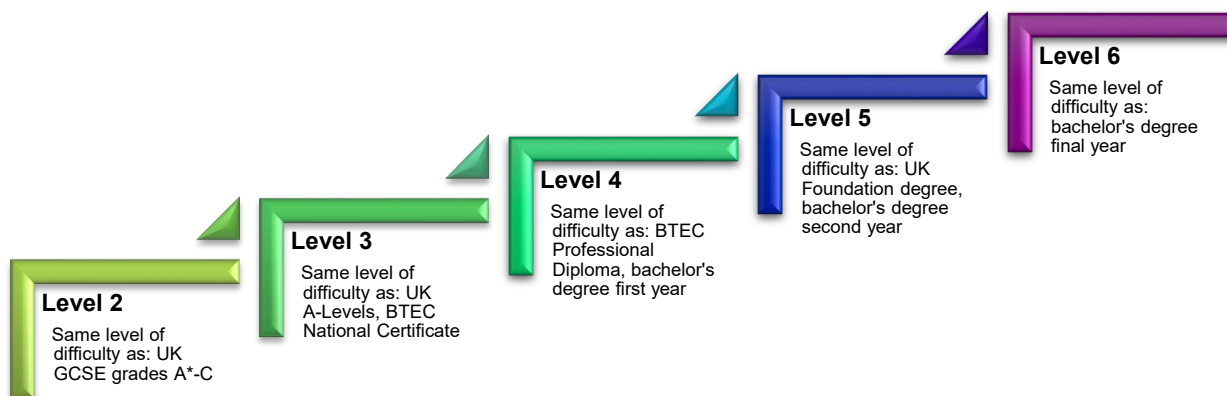 Level 2
Same level of
difficulty as: UK
GCSE grades A*-C
Level 3
Same level of
difficulty as: UK
A-Levels, BTEC
National Certificate
Level 4
Same level of
difficulty as: BTEC
Professional
Diploma, bachelor's
degree first year
Level 5
Same level of
difficulty as: UK
Foundation degree,
bachelor's degree
second year
Level 6
Same level of
difficulty as:
bachelor's degree
final year